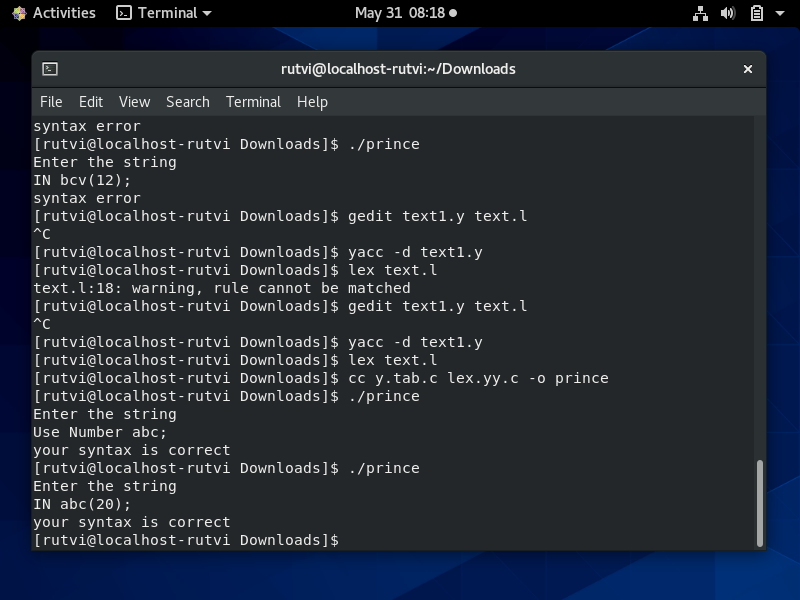 Activities Terminal May 31 08:18
rutvi@localhost-rutvi:~/Downloads
File Edit View Search Terminal Help
syntax error
[rutvi@localhost-rutvi Downloads]$ ./prince
Enter the string
IN bcv(12);
syntax error
[rutvi@localhost-rutvi Downloads]$ gedit text1.y text.l
^C
[rutvi@localhost-rutvi Downloads]$ yacc -d text1.y
[rutvi@localhost-rutvi Downloads]$ lex text.l
text.l:18: warning, rule cannot be matched
[rutvi@localhost-rutvi Downloads]$ gedit text1.y text.l
^C
[rutvi@localhost-rutvi Downloads]$ yacc -d text1.y
[rutvi@localhost-rutvi Downloads]$ lex text.l
[rutvi@localhost-rutvi Downloads]$ cc y.tab.c lex.yy.c -o prince
[rutvi@localhost-rutvi Downloads]$ ./prince
Enter the string
Use Number abc;
your syntax is correct
[rutvi@localhost-rutvi Downloads]$ ./prince
Enter the string
IN abc(20);
your syntax is correct
[rutvi@localhost-rutvi Downloads]$